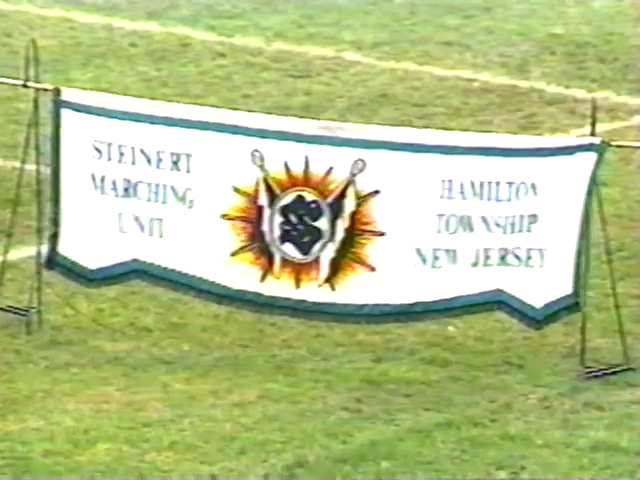 STEINERT
MARCHING
UNIT
S
HAMILTON
TOWNSHIP
NEW JERSEY